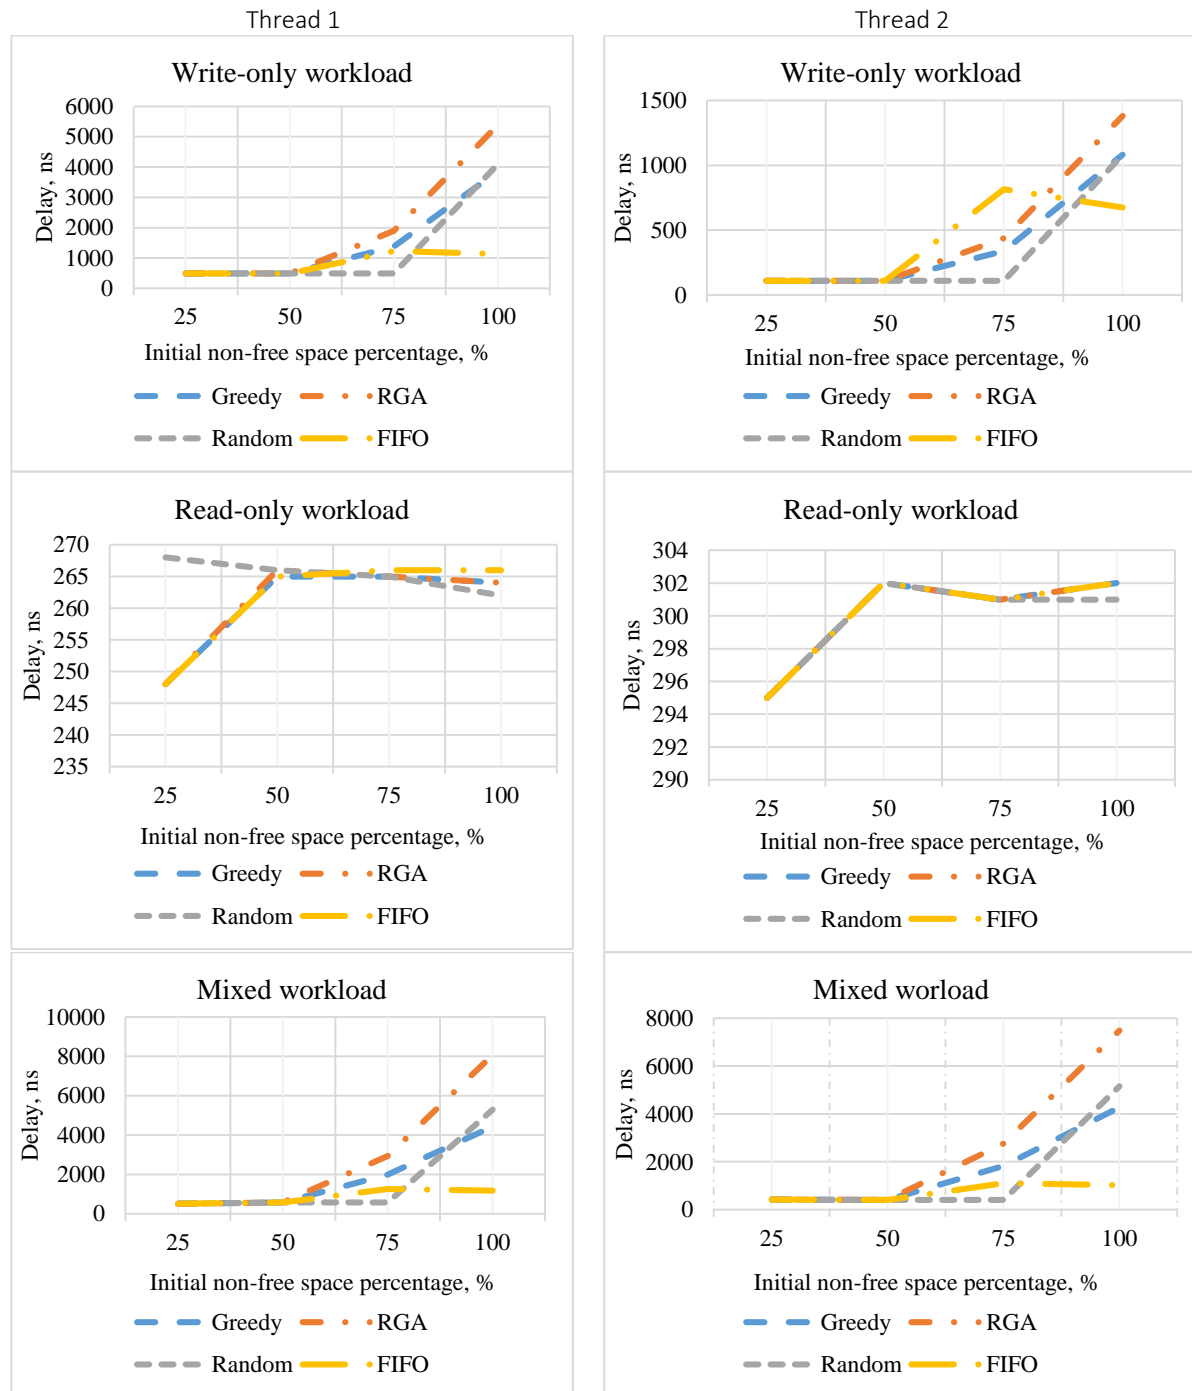 Thread 1
Thread 2
Write-only workload
6000
5000
4000
3000
2000
1000
0
Delay, ns
25 50 75 100
Initial non-free space percentage, %
Greedy RGA
Random FIFO
Write-only workload
1500
1000
500
0
Delay, ns
25 50 75 100
Initial non-free space percentage, %
Greedy RGA
Random FIFO
Read-only workload
270
265
260
255
250
245
240
235
Delay, ns
25 50 75 100
Initial non-free space percentage, %
Greedy RGA
Random FIFO
Read-only workload
304
302
300
298
296
294
292
290
Delay, ns
25 50 75 100
Initial non-free space percentage, %
Greedy RGA
Random FIFO
Mixed workload
10000
8000
6000
4000
2000
0
Delay, ns
25 50 75 100
Initial non-free space percentage, %
Greedy RGA
Random FIFO
Mixed worload
8000
6000
4000
2000
0
Delay, ns
25 50 75 100
Initial non-free space percentage, %
Greedy RGA
Random FIFO